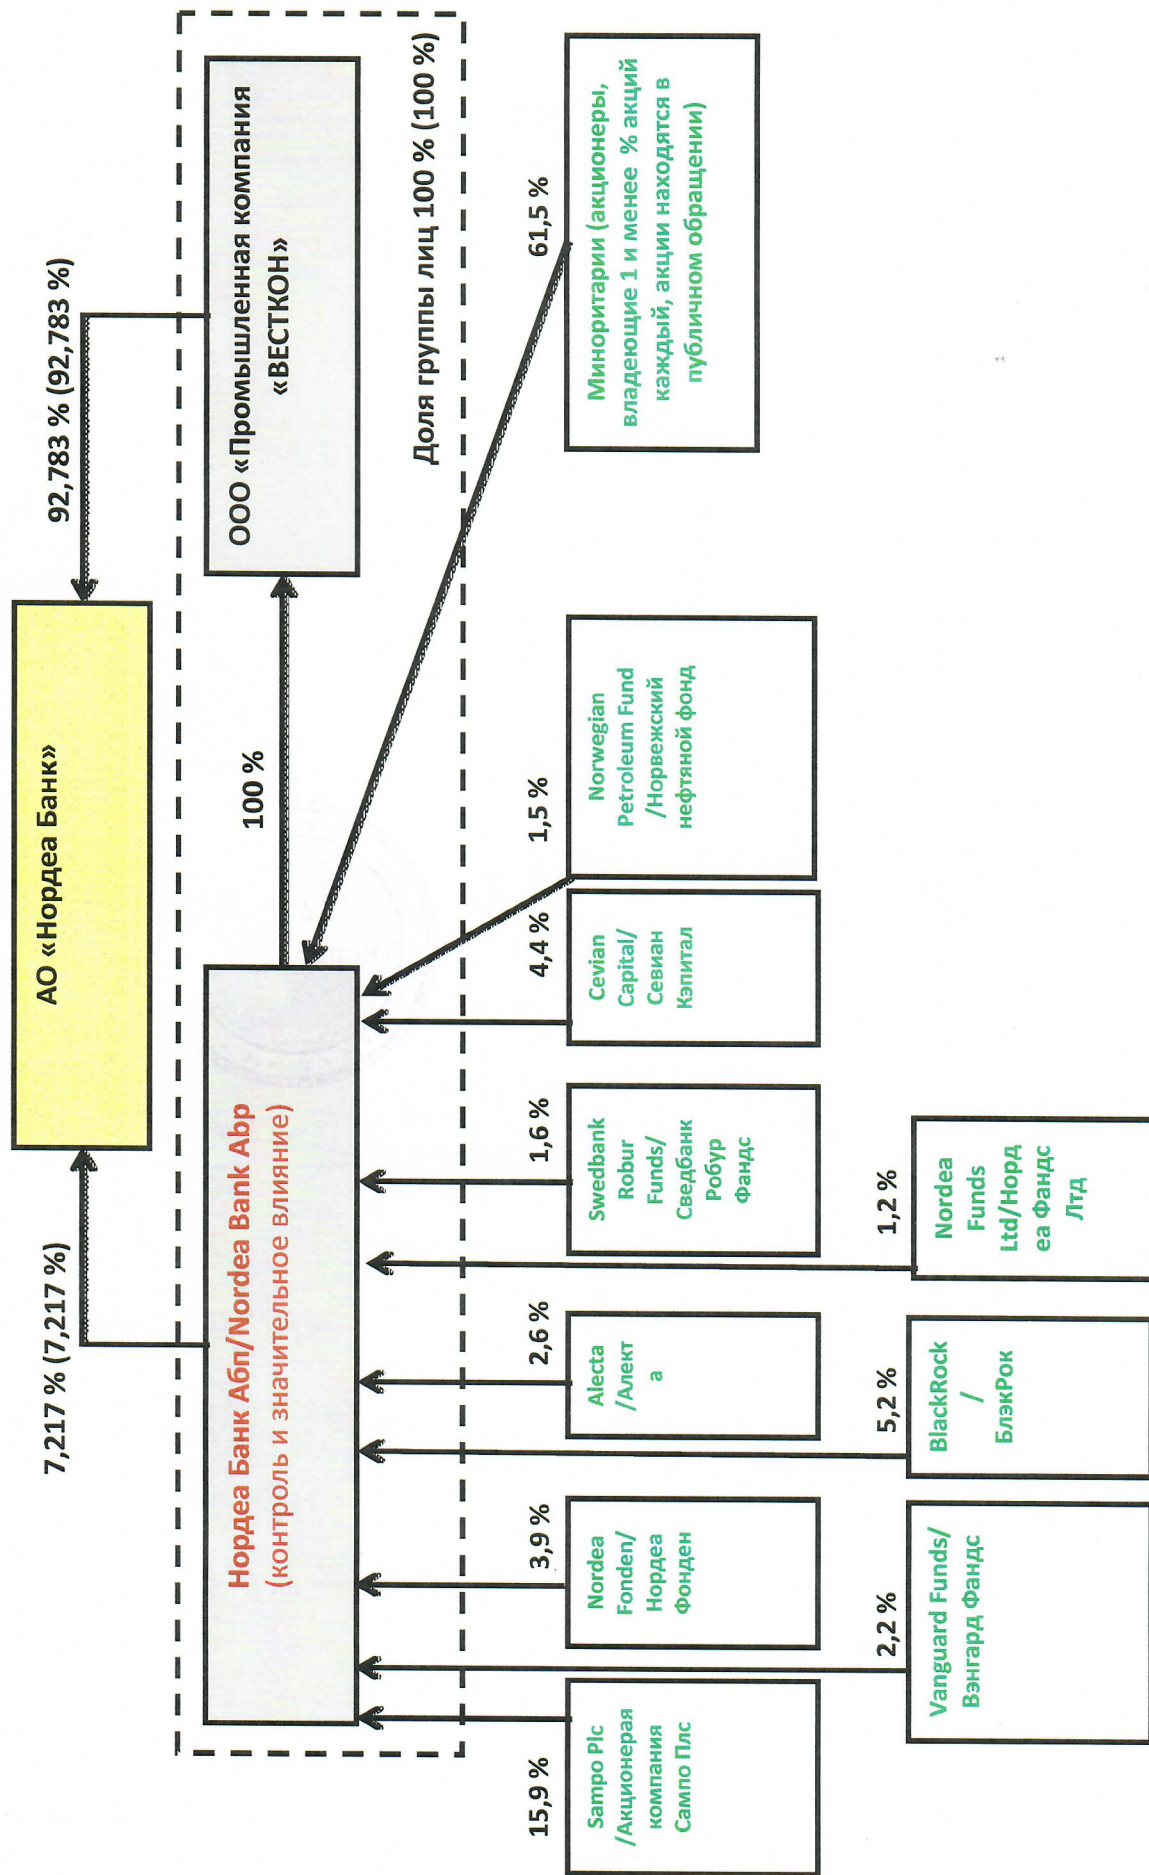 АО «Нордеа Банк»
7,217 % (7,217 %)
92,783 % (92,783 %)
Нордеа Банк Абп/Nordea Bank Abp
(контроль и значительное влияние)
100 %
ООО «Промышленная компания
«ВЕСТКОН»
Доля группы лиц 100 % (100 %)
15,9 %
3,9 %
2,6 %
1,6 %
4,4 %
1,5 %
61,5 %
Sampo Plc
/Акционерая
компания
Сампо Плс
Nordea
Fonden/
Нордеа
Фонден
Alecta
/Алект
а
Swedbank
Robur
Funds/
Сведбанк
Робур
Фандс
Cevian
Capital/
Севиан
Кэпитал
Norwegian
Petroleum Fund
/Норвежский
нефтяной фонд
Миноритарии (акционеры,
владеющие 1 и менее % акций
каждый, акции находятся в
публичном обращении)
2,2 %
5,2 %
1,2 %
Vanguard Funds/
Вэнгард Фандс
BlackRock
/
БлэкРок
Nordea
Funds
Ltd/Норд
еа Фандс
Лтд